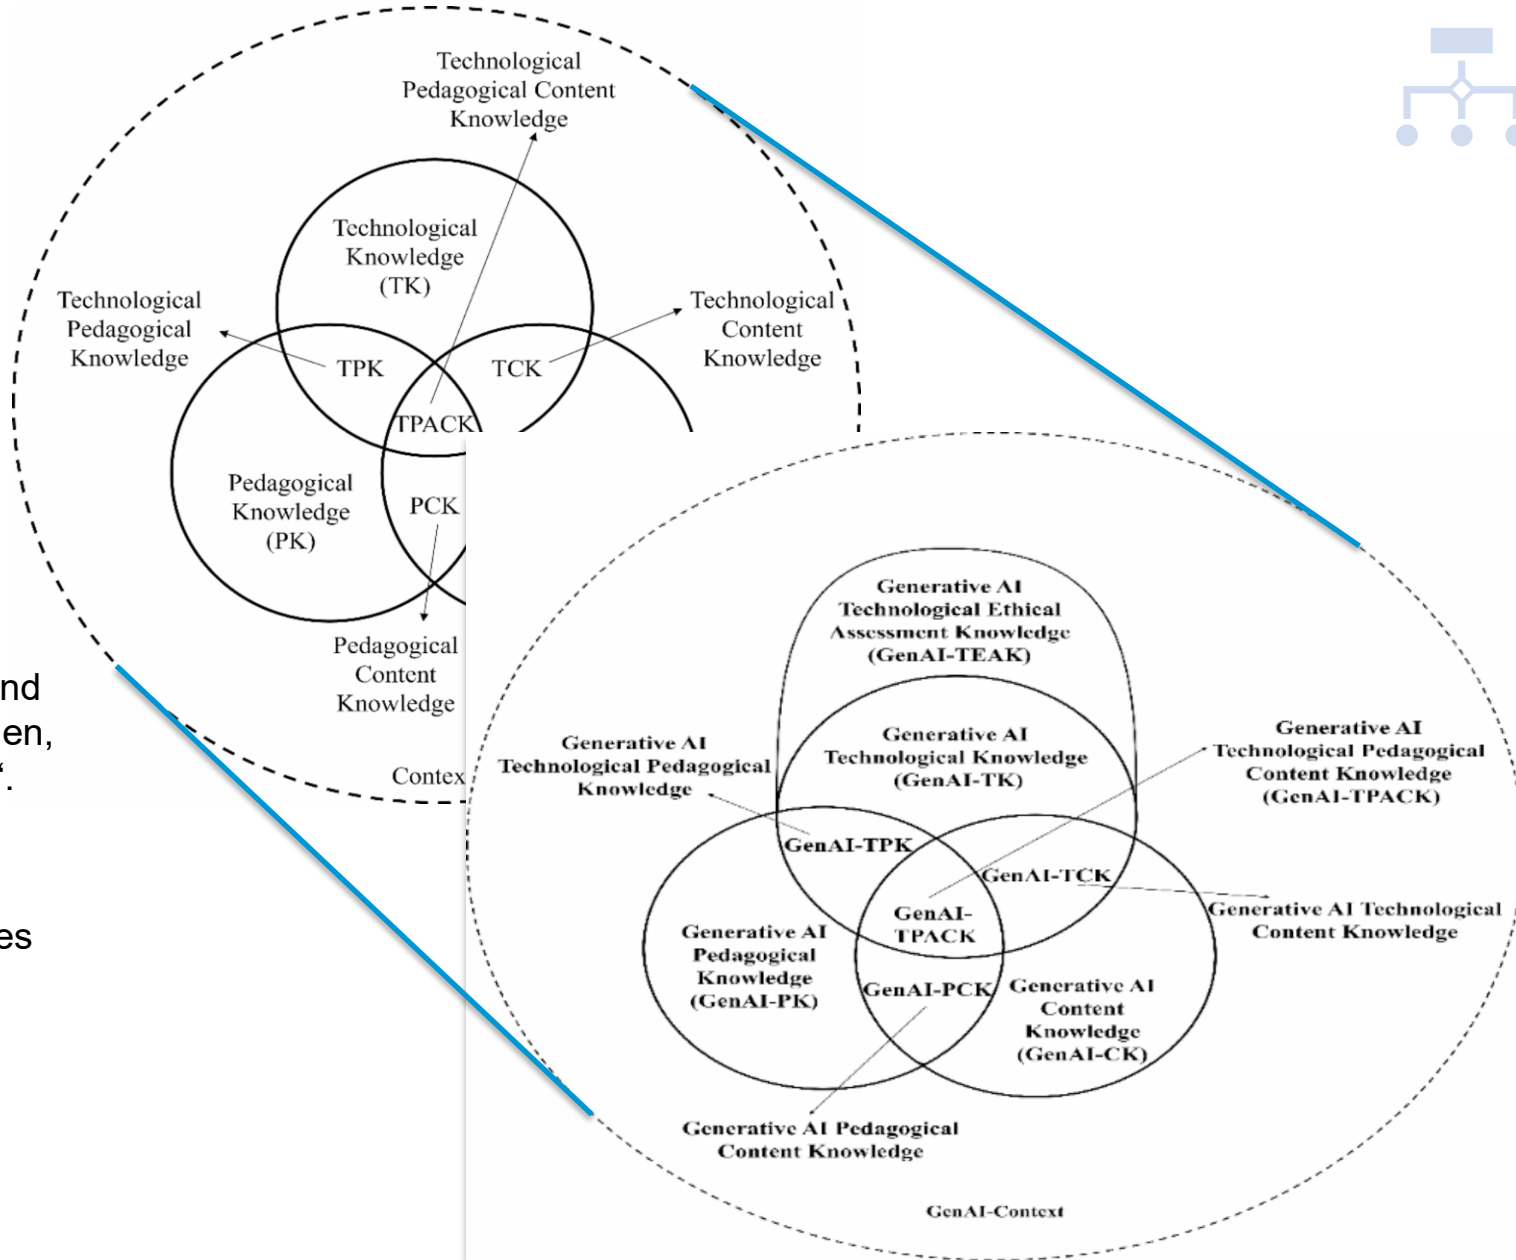 Technological
Pedagogical Content
Knowledge
Technological
Knowledge
(TK)
Technological
Pedagogical
Knowledge
Technological
Content
Knowledge
TPK
TCK
TPACK
Pedagogical
Knowledge
(PK)
PCK
Pedagogical
Content
Knowledge
Contex
nd
en,
“.
es
Generative AI
Technological Ethical
Assessment Knowledge
(GenAI-TEAK)
Generative AI
Technological Knowledge
(GenAI-TK)
Generative AI
Technological Pedagogical
Knowledge
Generative AI
Technological Pedagogical
Content Knowledge
(GenAI-TPACK)
GenAI-TPK
GenAI-TCK
GenAI-
TPACK
Generative AI Technological
Content Knowledge
Generative AI
Pedagogical
Knowledge
(GenAI-PK)
GenAI-PCK
Generative AI
Content
Knowledge
(GenAI-CK)
Generative AI Pedagogical
Content Knowledge
GenAI-Context